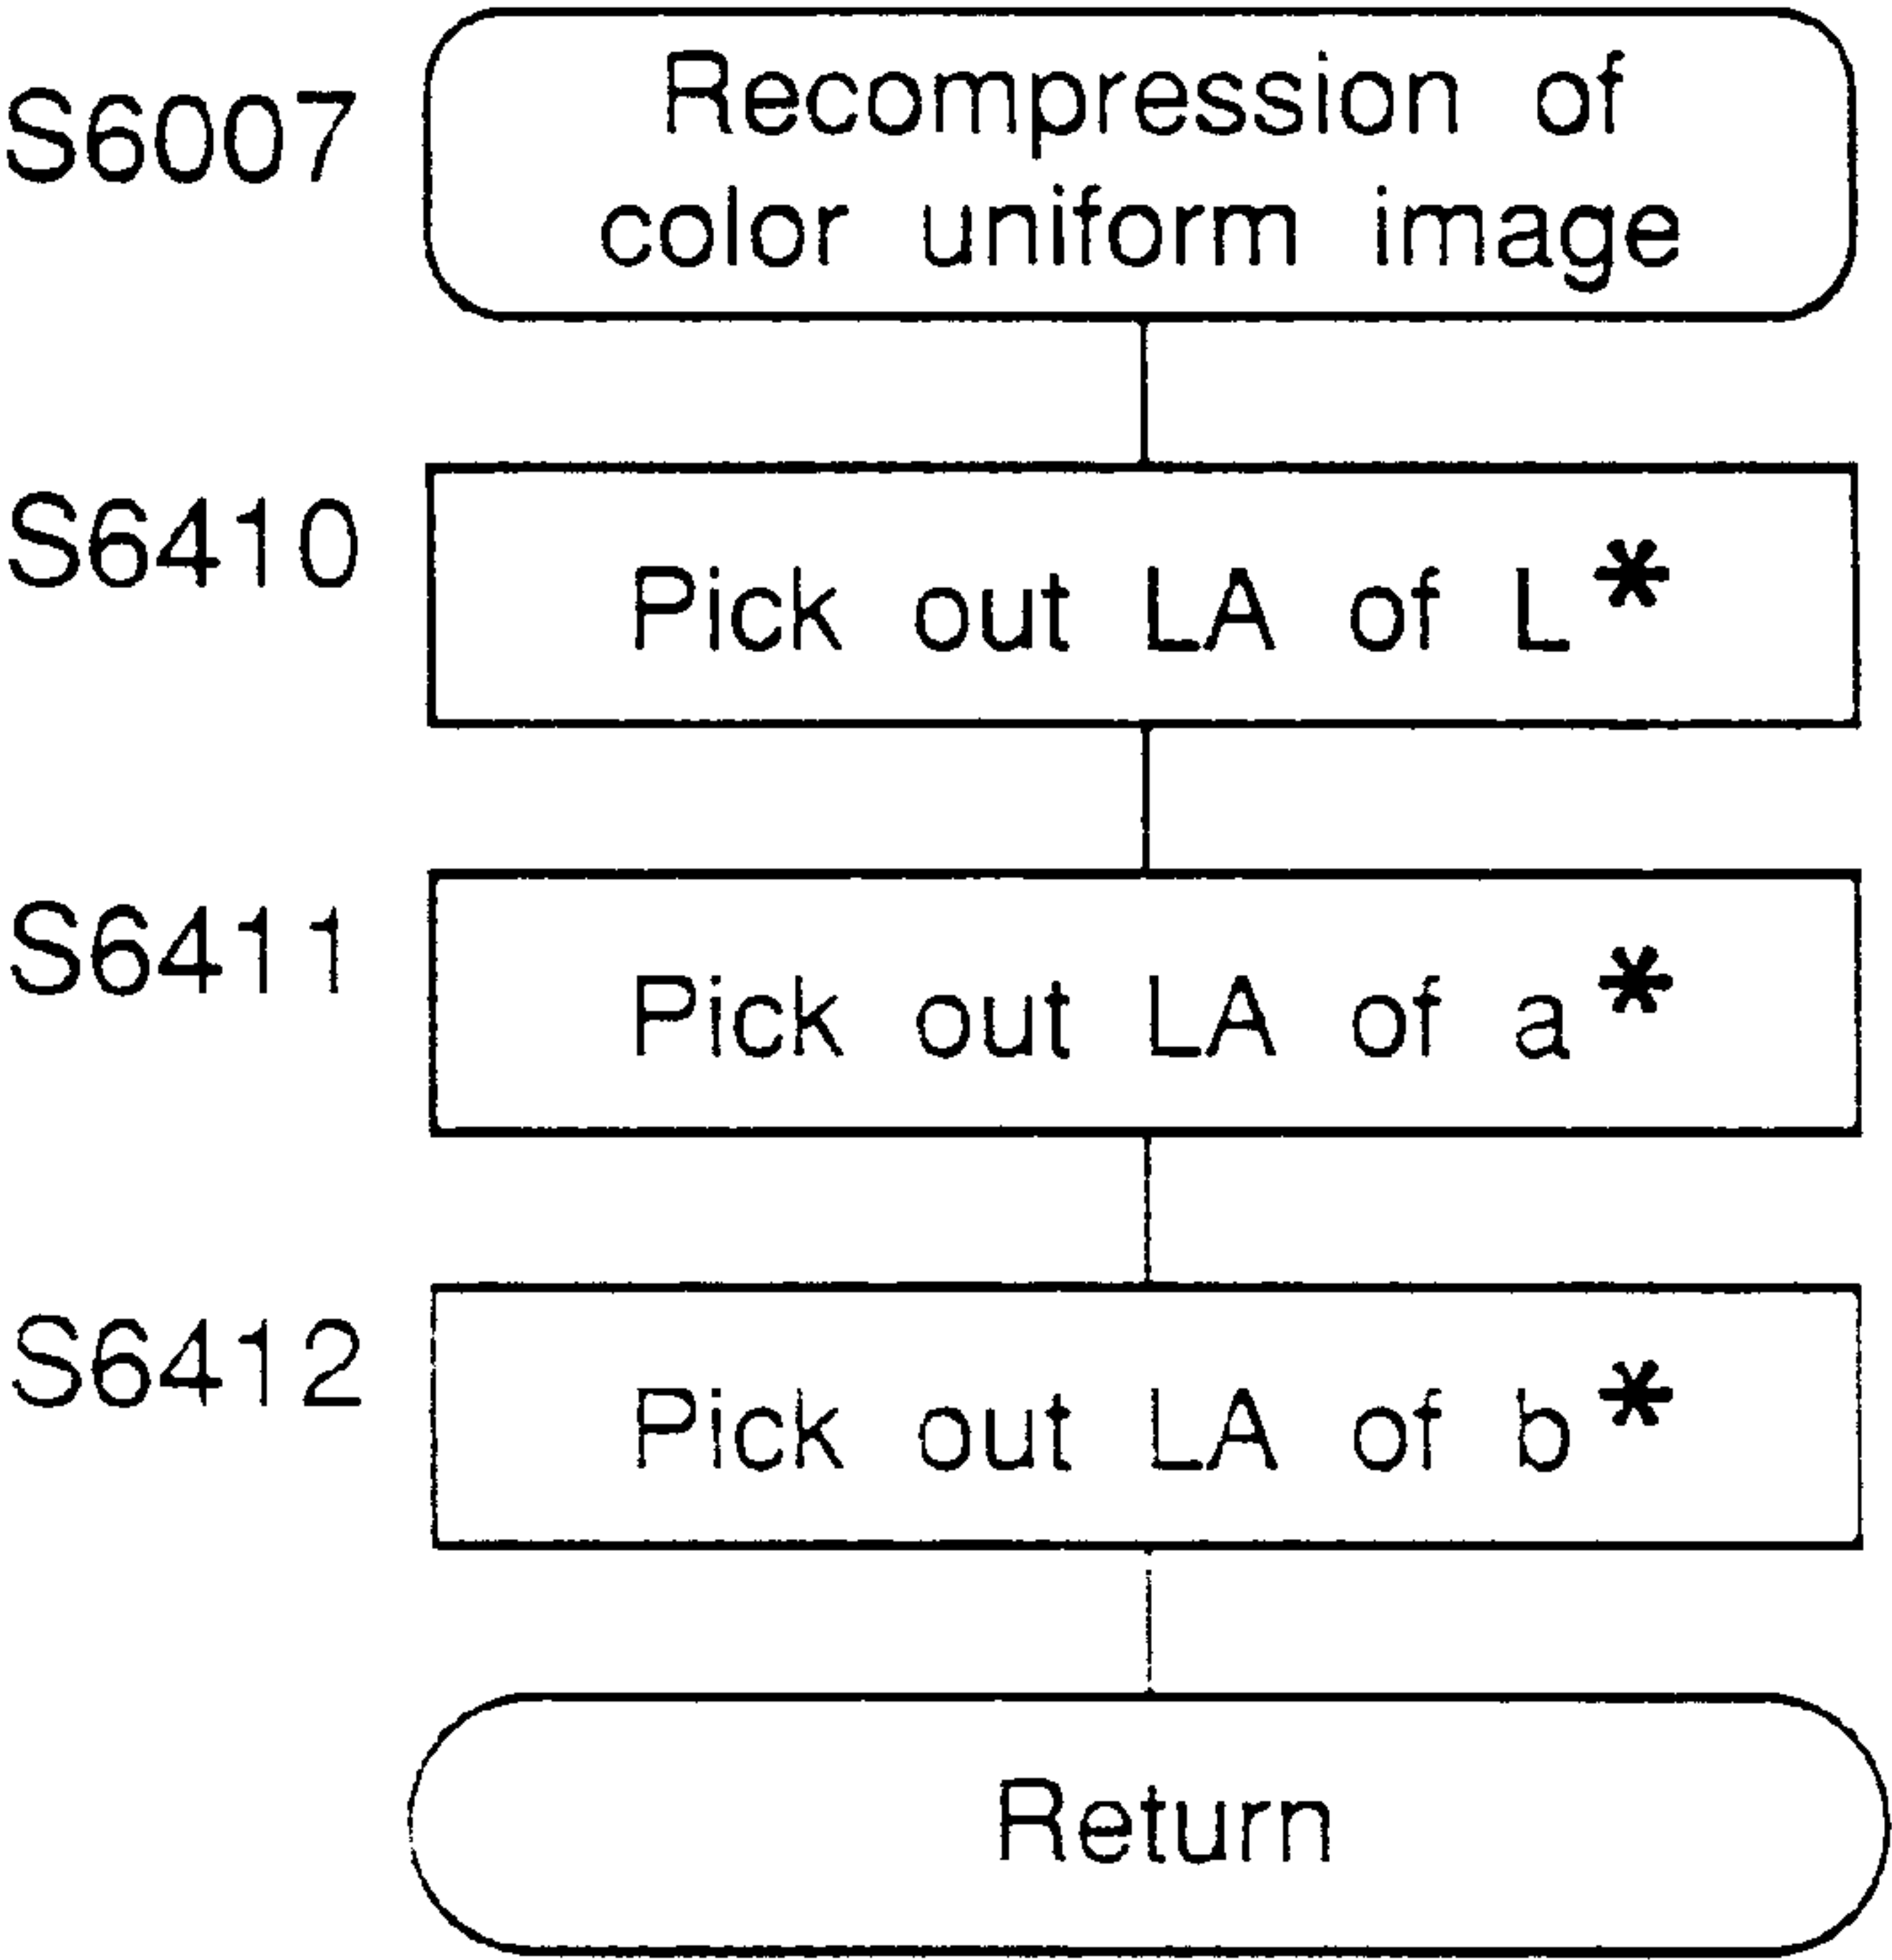 S6007
Recompression of
color uniform image
S6410
Pick out LA of L*
S6411
Pick out LA of a*
S6412
Pick out LA of b*
Return